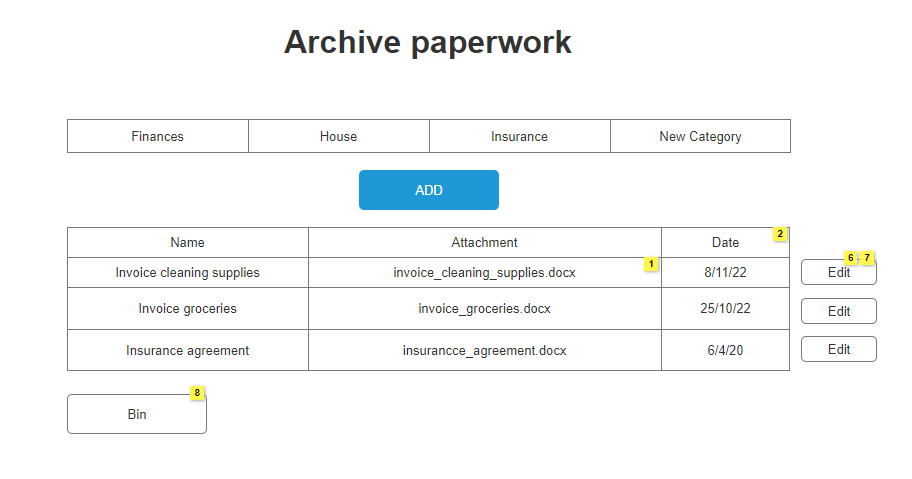 Archive paperwork
Finances House Insurance New Category
ADD
Name Attachment Date 2
Invoice cleaning supplies invoice_cleaning_supplies.docx 1 8/11/22 Edit 6 7
Invoice groceries invoice_groceries.docx 25/10/22 Edit
Insurance agreement insurancce_agreement.docx 6/4/20 Edit
Bin 8